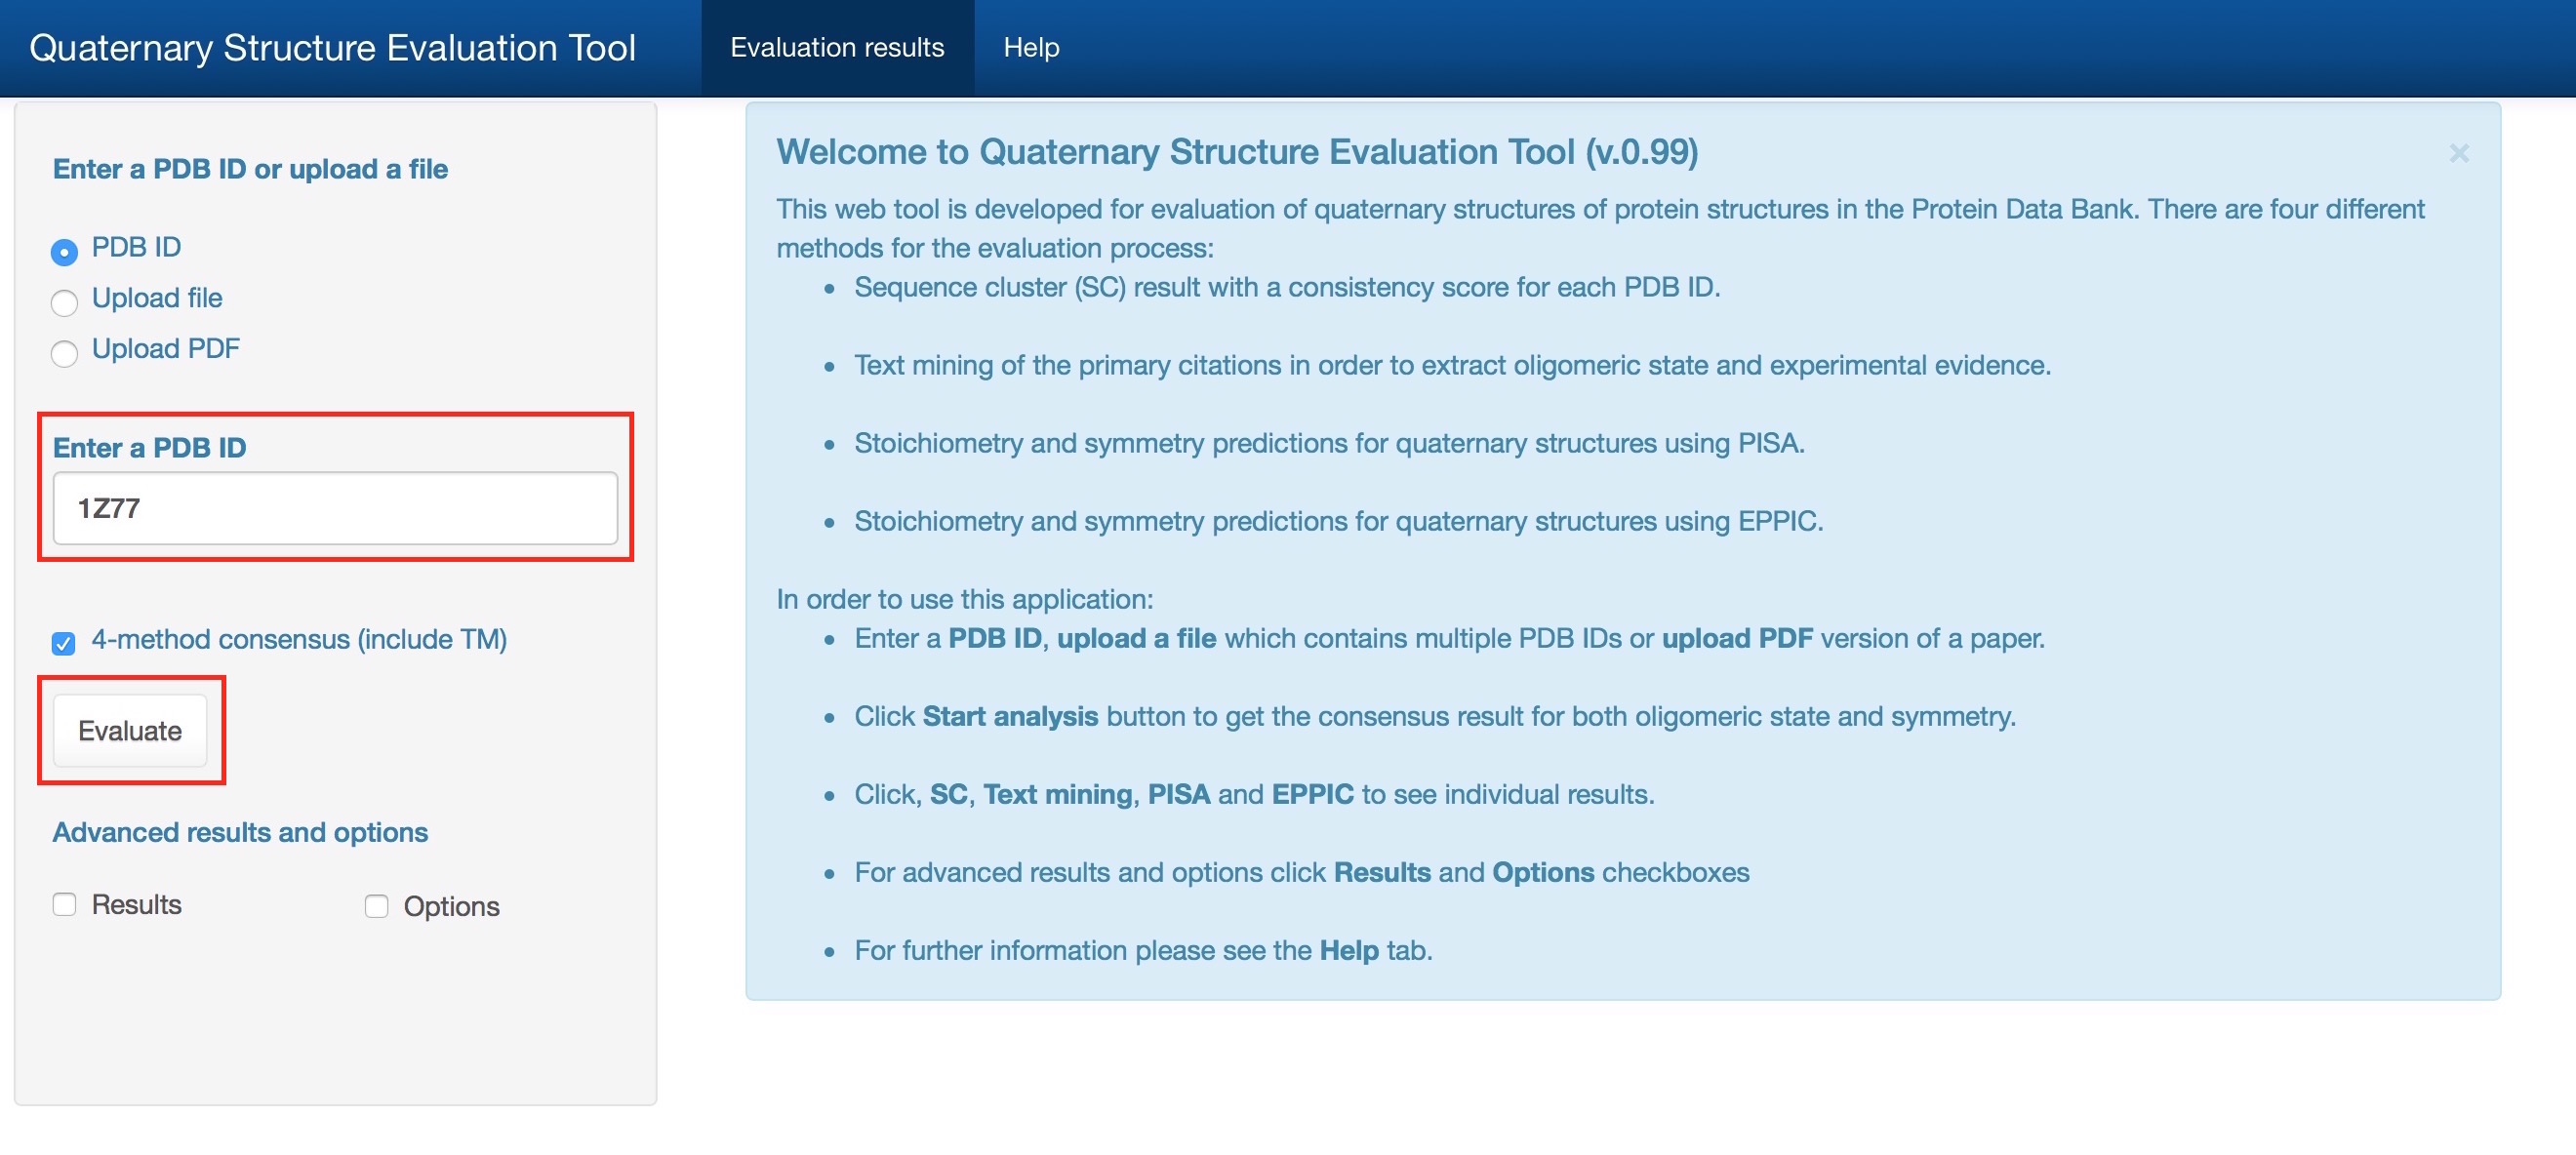 Quaternary Structure Evaluation Tool
Evaluation results
Help
Enter a PDB ID or upload a file
PDB ID
Upload file
Upload PDF
Enter a PDB ID
1Z77
4-method consensus (include TM)
Evaluate
Advanced results and options
Results
Options
Welcome to Quaternary Structure Evaluation Tool (v.0.99)
×
This web tool is developed for evaluation of quaternary structures of protein structures in the Protein Data Bank. There are four different
methods for the evaluation process:
• Sequence cluster (SC) result with a consistency score for each PDB ID.
• Text mining of the primary citations in order to extract oligomeric state and experimental evidence.
• Stoichiometry and symmetry predictions for quaternary structures using PISA.
• Stoichiometry and symmetry predictions for quaternary structures using EPPIC.
In order to use this application:
• Enter a PDB ID, upload a file which contains multiple PDB IDs or upload PDF version of a paper.
• Click Start analysis button to get the consensus result for both oligomeric state and symmetry.
• Click, SC, Text mining, PISA and EPPIC to see individual results.
• For advanced results and options click Results and Options checkboxes
• For further information please see the Help tab.